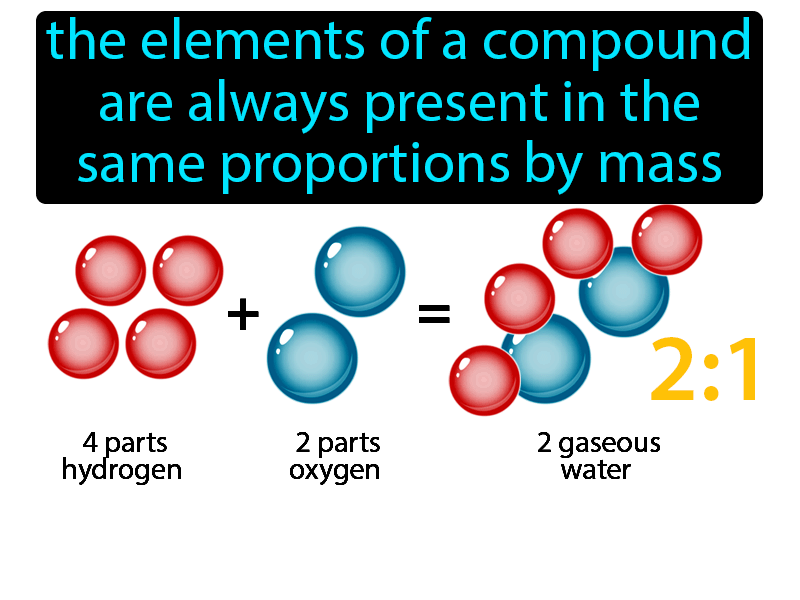 the elements of a compound
are always present in the
same proportions by mass
+
=
2:1
4 parts
hydrogen
2 parts
oxygen
2 gaseous
water